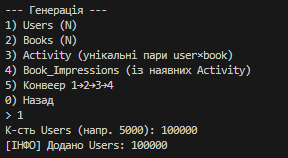 --- Генерація ---
1) Users (N)
2) Books (N)
3) Activity (унікальні пари user×book)
4) Book_Impressions (із наявних Activity)
5) Конвеєр 1→2→3→4
0) Назад
> 1
К-сть Users (напр. 5000): 100000
[ІНФО] Додано Users: 100000